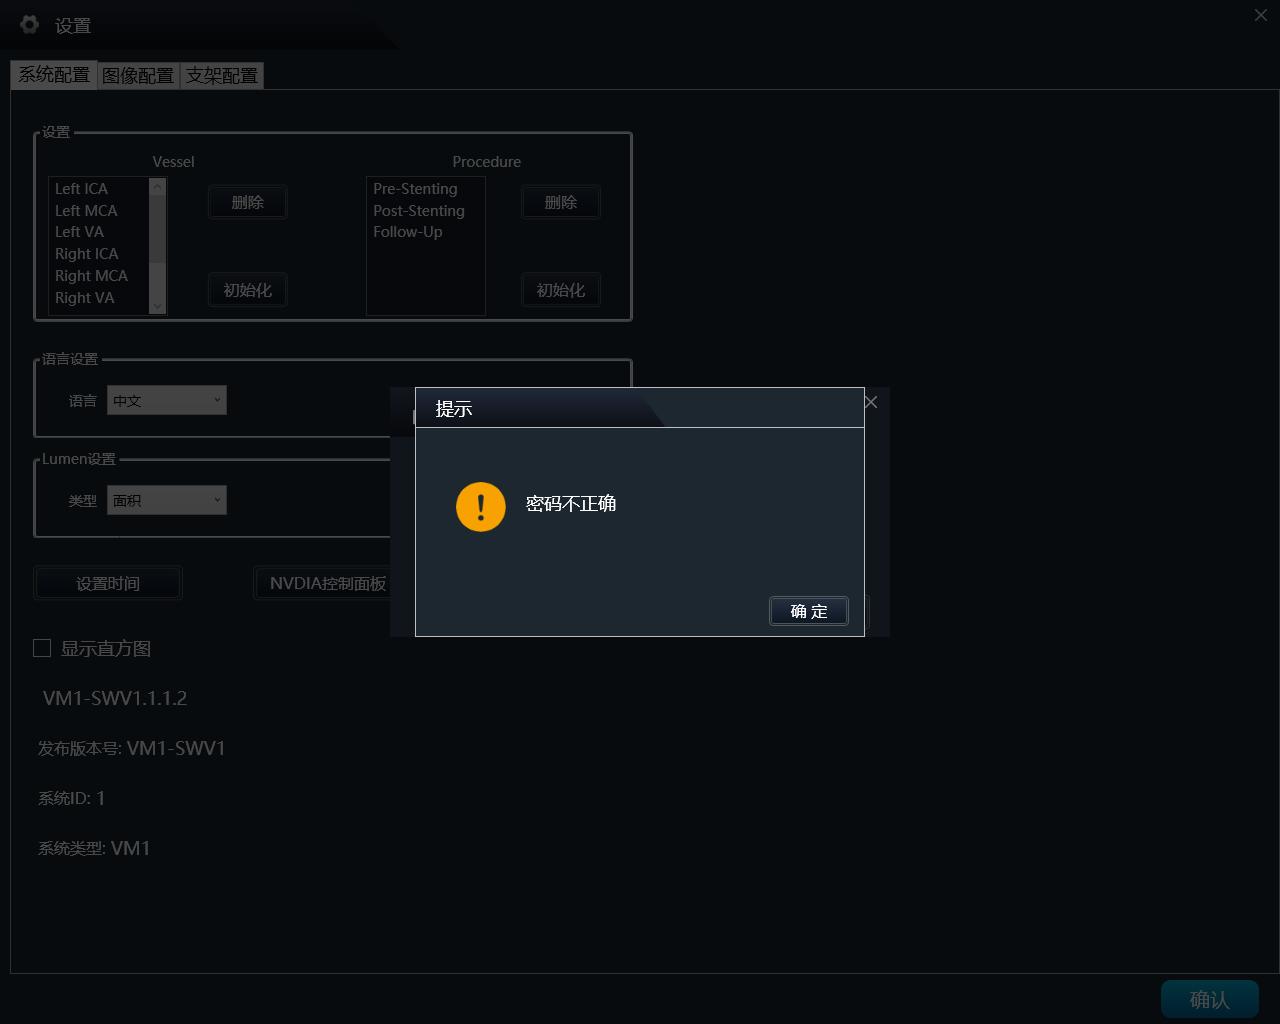 设置
系统配置 图像配置 支架配置
设置
Vessel
Procedure
Left ICA
Left MCA
Left VA
Right ICA
Right MCA
Right VA
删除
初始化
Pre-Stenting
Post-Stenting
Follow-Up
删除
初始化
语言设置
语言 中文
Lumen设置
类型 面积
提示
密码不正确
确 定
设置时间
NVDIA控制面板
显示直方图
VM1-SWV1.1.1.2
发布版本号: VM1-SWV1
系统ID: 1
系统类型: VM1
确认